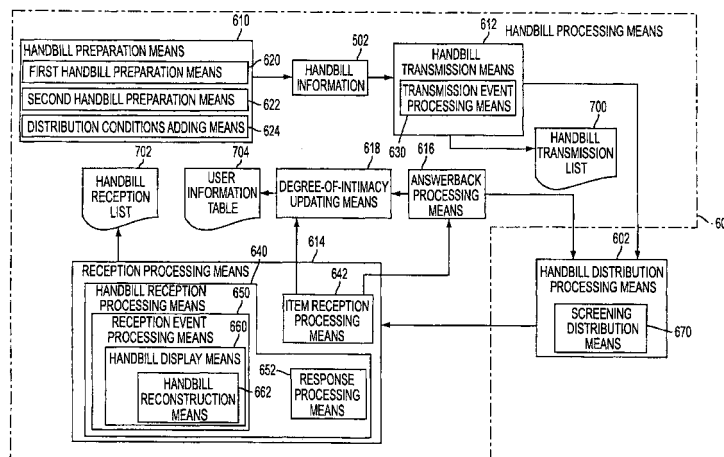 610
HANDBILL PREPARATION MEANS
620
FIRST HANDBILL PREPARATION MEANS
SECOND HANDBILL PREPARATION MEANS
622
DISTRIBUTION CONDITIONS ADDING MEANS
624
502
HANDBILL
INFORMATION
612
HANDBILL PROCESSING MEANS
HANDBILL
TRANSMISSION MEANS
TRANSMISSION EVENT
PROCESSING MEANS
630
700
HANDBILL
TRANSMISSION
LIST
702
HANDBILL
RECEPTION
LIST
704
USER
INFORMATION
TABLE
618
DEGREE-OF-INTIMACY
UPDATING MEANS
616
ANSWERBACK
PROCESSING
MEANS
60
614
RECEPTION PROCESSING MEANS
640
HANDBILL RECEPTION
PROCESSING MEANS
650
RECEPTION EVENT
PROCESSING MEANS
660
HANDBILL DISPLAY MEANS
HANDBILL
RECONSTRUCTION
MEANS
662
642
ITEM RECEPTION
PROCESSING
MEANS
652
RESPONSE
PROCESSING
MEANS
602
HANDBILL DISTRIBUTION
PROCESSING MEANS
SCREENING
DISTRIBUTION
MEANS
670